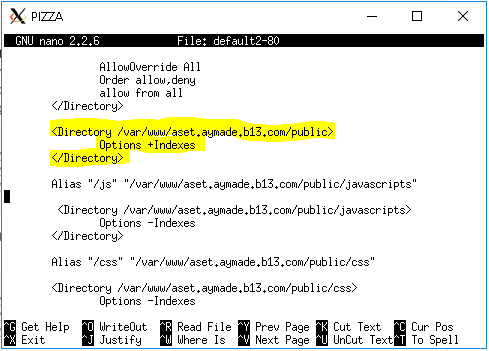 PIZZA
GNU nano 2.2.6 File: default2-80
AllowOverride All
Order allow,deny
allow from all
</Directory>
<Directory /var/www/aset.aymade.b13.com/public>
Options +Indexes
</Directory>
Alias "/js" "/var/www/aset.aymade.b13.com/public/javascripts"
<Directory /var/www/aset.aymade.b13.com/public/javascripts>
Options -Indexes
</Directory>
Alias "/css" "/var/www/aset.aymade.b13.com/public/css"
<Directory /var/www/aset.aymade.b13.com/public/css>
Options -Indexes
^G Get Help ^O WriteOut ^R Read File ^Y Prev Page ^K Cut Text ^C Cur Pos
^X Exit ^J Justify ^W Where Is ^V Next Page ^U UnCut Text ^T To Spell